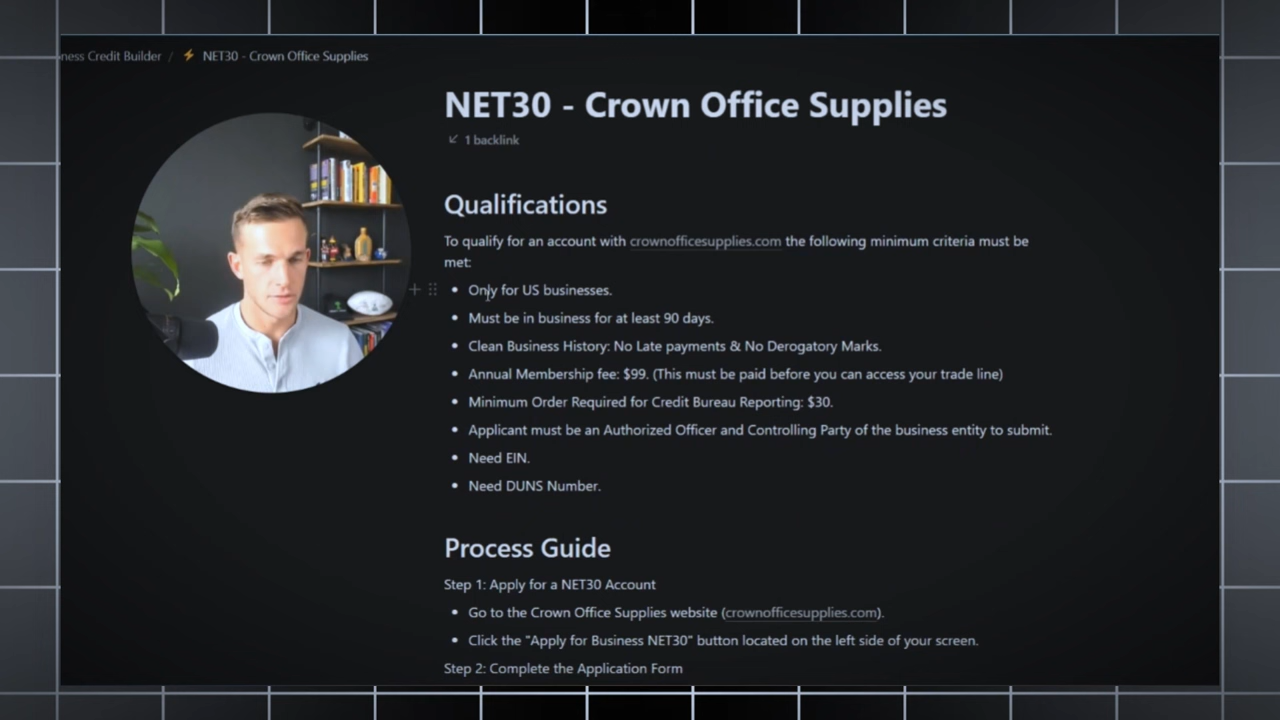 ness Credit Builder / ⚡ NET30 - Crown Office Supplies
NET30 - Crown Office Supplies
↙ 1 backlink
Qualifications
To qualify for an account with crownofficesupplies.com the following minimum criteria must be
met:
• Only for US businesses.
• Must be in business for at least 90 days.
• Clean Business History: No Late payments & No Derogatory Marks.
• Annual Membership fee: $99. (This must be paid before you can access your trade line)
• Minimum Order Required for Credit Bureau Reporting: $30.
• Applicant must be an Authorized Officer and Controlling Party of the business entity to submit.
• Need EIN.
• Need DUNS Number.
Process Guide
Step 1: Apply for a NET30 Account
• Go to the Crown Office Supplies website (crownofficesupplies.com).
• Click the "Apply for Business NET30" button located on the left side of your screen.
Step 2: Complete the Application Form